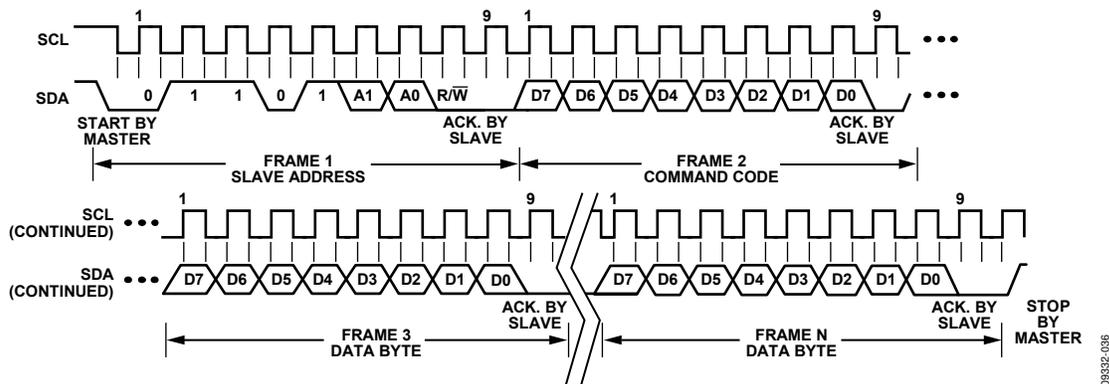 1 9 1 9
SCL
SDA 0 1 1 0 1 A1 A0 R/W̅ D7 D6 D5 D4 D3 D2 D1 D0
START BY
MASTER
ACK. BY
SLAVE
ACK. BY
SLAVE
FRAME 1
SLAVE ADDRESS
FRAME 2
COMMAND CODE
1 9 1 9
SCL
(CONTINUED)
SDA
(CONTINUED)
D7 D6 D5 D4 D3 D2 D1 D0 D7 D6 D5 D4 D3 D2 D1 D0
ACK. BY
SLAVE
ACK. BY
SLAVE
STOP
BY
MASTER
FRAME 3
DATA BYTE
FRAME N
DATA BYTE
09332-036